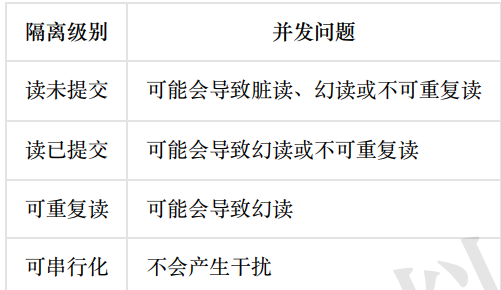 隔离级别 并发问题
读未提交 可能会导致脏读、幻读或不可重复读
读已提交 可能会导致幻读或不可重复读
可重复读 可能会导致幻读
可串行化 不会产生干扰